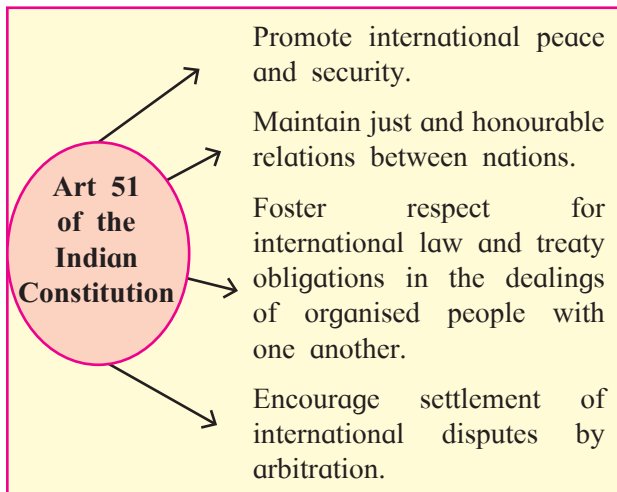 Art 51
of the
Indian
Constitution
Promote international peace
and security.
Maintain just and honourable
relations between nations.
Foster respect for
international law and treaty
obligations in the dealings
of organised people with
one another.
Encourage settlement of
international disputes by
arbitration.